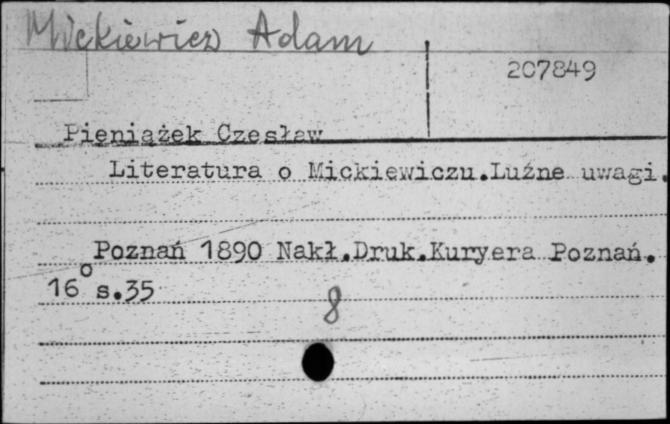 Mickiewicz Adam
207849
Pieniążek Czesław
Literatura o Mickiewiczu.Luźne uwagi.
Poznań 1890 Nakł.Druk.Kuryera Poznań.
16° s.35
8